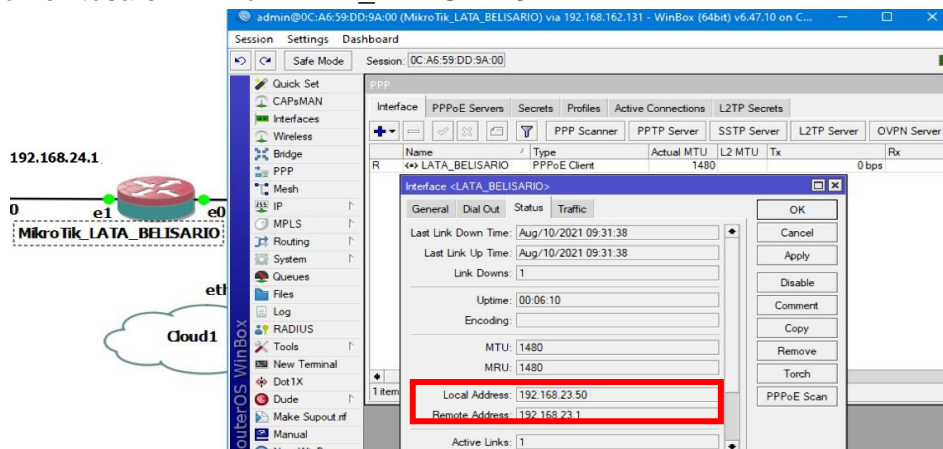 admin@0C:A6:59:DD:9A:00 (MikroTik_LATA_BELISARIO) via 192.168.162.131 - WinBox (64bit) v6.47.10 on C...
Session Settings Dashboard
Safe Mode Session: 0C:A6:59:DD:9A:00
Quick Set
CAPsMAN
Interfaces
Wireless
Bridge
PPP
Mesh
IP
MPLS
Routing
System
Queues
Files
Log
RADIUS
Tools
New Terminal
Dot1X
Dude
Make Supout.rif
Manual
WinBox
PPP
Interface PPPoE Servers Secrets Profiles Active Connections L2TP Secrets
PPP Scanner PPTP Server SSTP Server L2TP Server OVPN Server
Name Type Actual MTU L2 MTU Tx Rx
R LATA_BELISARIO PPPoE Client 1480 0 bps
1 item
Interface <LATA_BELISARIO>
General Dial Out Status Traffic
Last Link Down Time: Aug/10/2021 09:31:38
Last Link Up Time: Aug/10/2021 09:31:38
Link Downs: 1
Uptime: 00:06:10
Encoding:
MTU: 1480
MRU: 1480
Local Address: 192.168.23.50
Remote Address: 192.168.23.1
Active Links: 1
OK
Cancel
Apply
Disable
Comment
Copy
Remove
Torch
PPPoE Scan
192.168.24.1
0 e1 e0
MikroTik_LATA_BELISARIO
eth
Cloud1